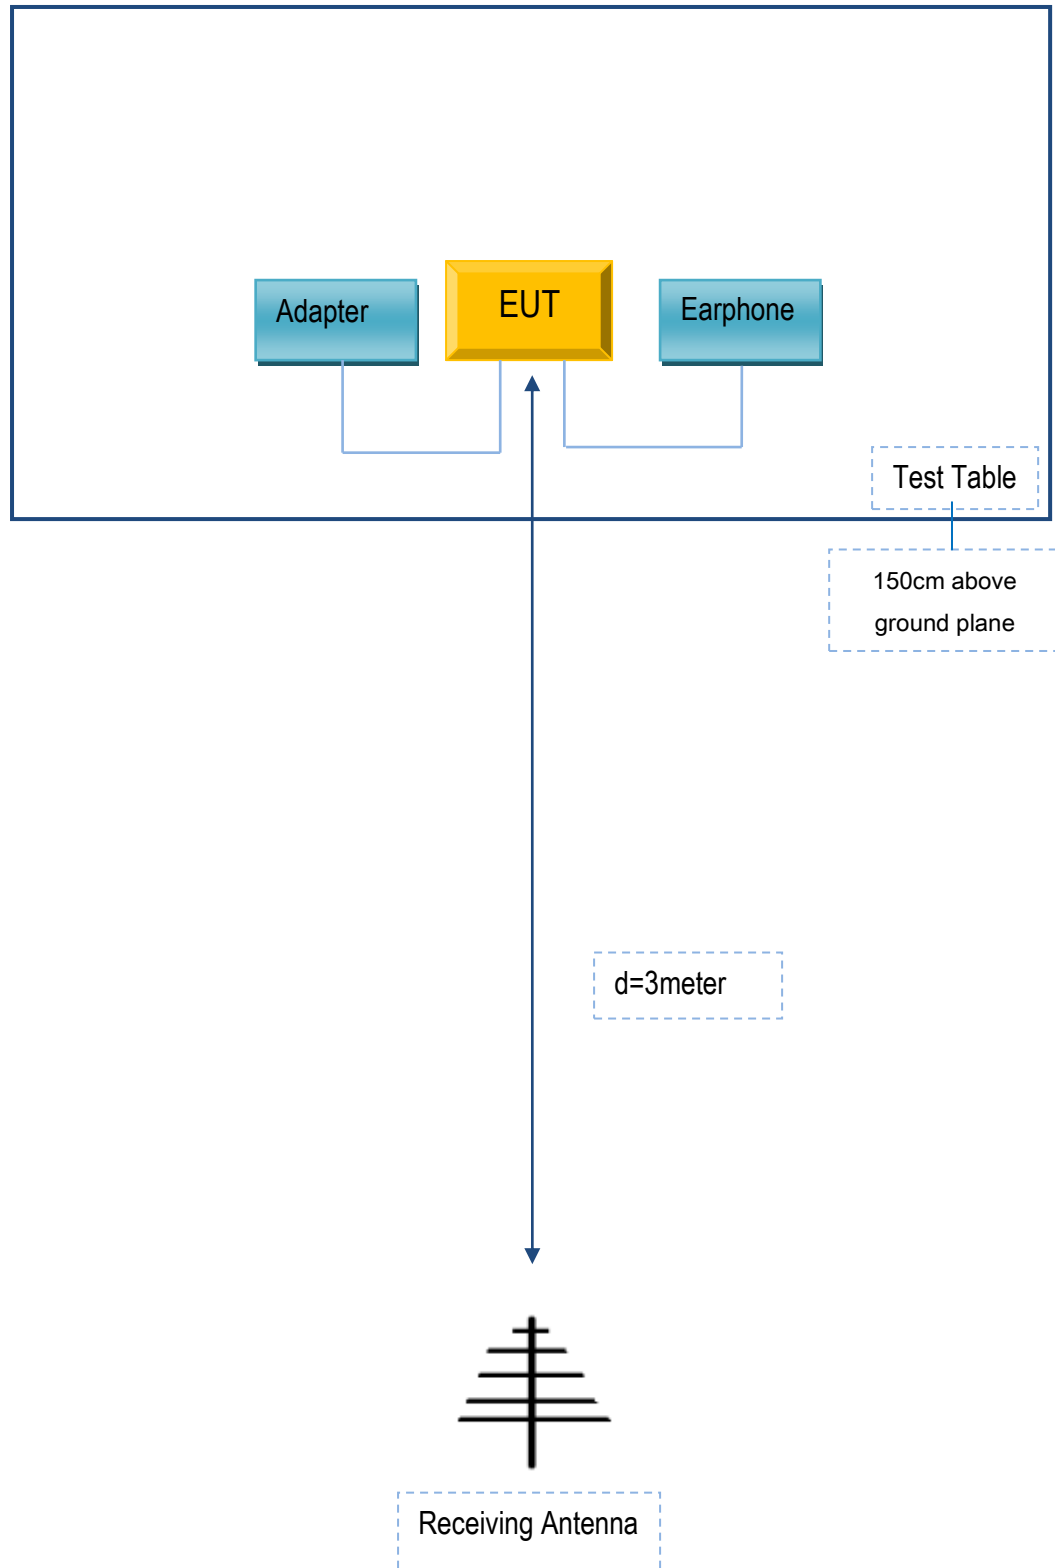 Adapter
EUT
Earphone
Test Table
150cm above
ground plane
d=3meter
Receiving Antenna